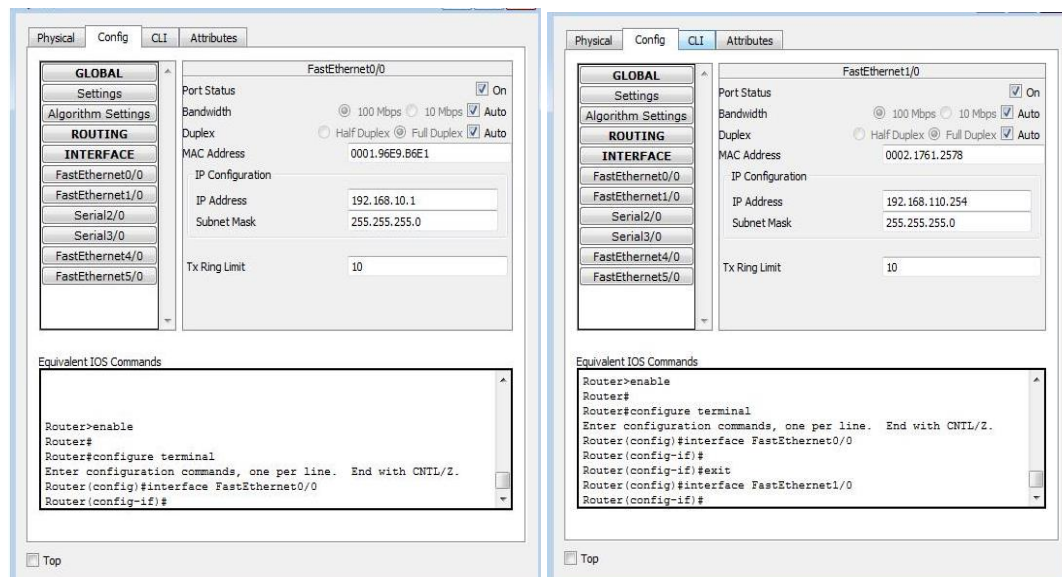 Physical Config CLI Attributes
GLOBAL
Settings
Algorithm Settings
ROUTING
INTERFACE
FastEthernet0/0
FastEthernet1/0
Serial2/0
Serial3/0
FastEthernet4/0
FastEthernet5/0
FastEthernet0/0
Port Status On
Bandwidth 100 Mbps 10 Mbps Auto
Duplex Half Duplex Full Duplex Auto
MAC Address 0001.96E9.B6E1
IP Configuration
IP Address 192.168.10.1
Subnet Mask 255.255.255.0
Tx Ring Limit 10
Equivalent IOS Commands
Router>enable
Router#
Router#configure terminal
Enter configuration commands, one per line. End with CNTL/Z.
Router(config)#interface FastEthernet0/0
Router(config-if)#
Top
Physical Config CLI Attributes
GLOBAL
Settings
Algorithm Settings
ROUTING
INTERFACE
FastEthernet0/0
FastEthernet1/0
Serial2/0
Serial3/0
FastEthernet4/0
FastEthernet5/0
FastEthernet1/0
Port Status On
Bandwidth 100 Mbps 10 Mbps Auto
Duplex Half Duplex Full Duplex Auto
MAC Address 0002.1761.2578
IP Configuration
IP Address 192.168.110.254
Subnet Mask 255.255.255.0
Tx Ring Limit 10
Equivalent IOS Commands
Router>enable
Router#
Router#configure terminal
Enter configuration commands, one per line. End with CNTL/Z.
Router(config)#interface FastEthernet0/0
Router(config-if)#
Router(config-if)#exit
Router(config)#interface FastEthernet1/0
Router(config-if)#
Top